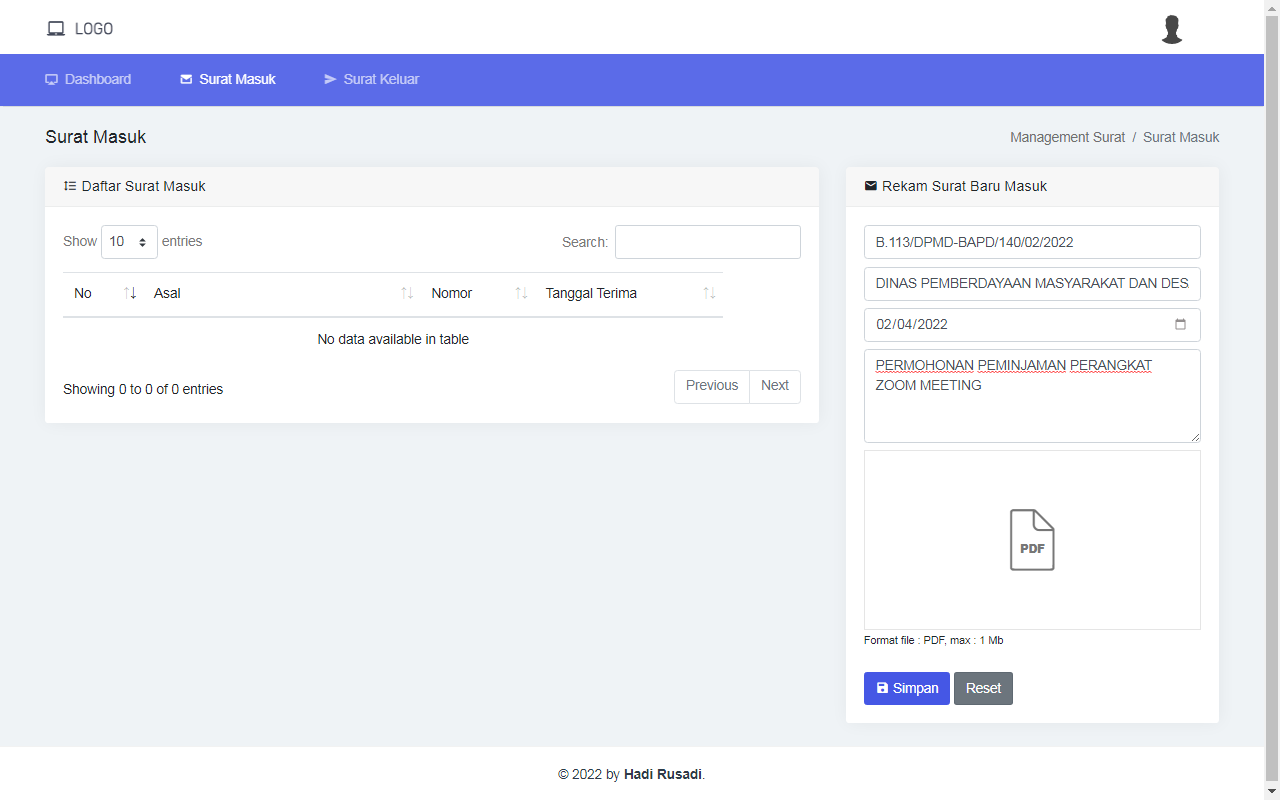 LOGO
Dashboard
Surat Masuk
Surat Keluar
Surat Masuk
Management Surat / Surat Masuk
Daftar Surat Masuk
Show 10 entries
Search:
No
Asal
Nomor
Tanggal Terima
No data available in table
Showing 0 to 0 of 0 entries
Previous
Next
Rekam Surat Baru Masuk
B.113/DPMD-BAPD/140/02/2022
DINAS PEMBERDAYAAN MASYARAKAT DAN DES
02/04/2022
PERMOHONAN PEMINJAMAN PERANGKAT
ZOOM MEETING
PDF
Format file : PDF, max : 1 Mb
Simpan
Reset
© 2022 by Hadi Rusadi.